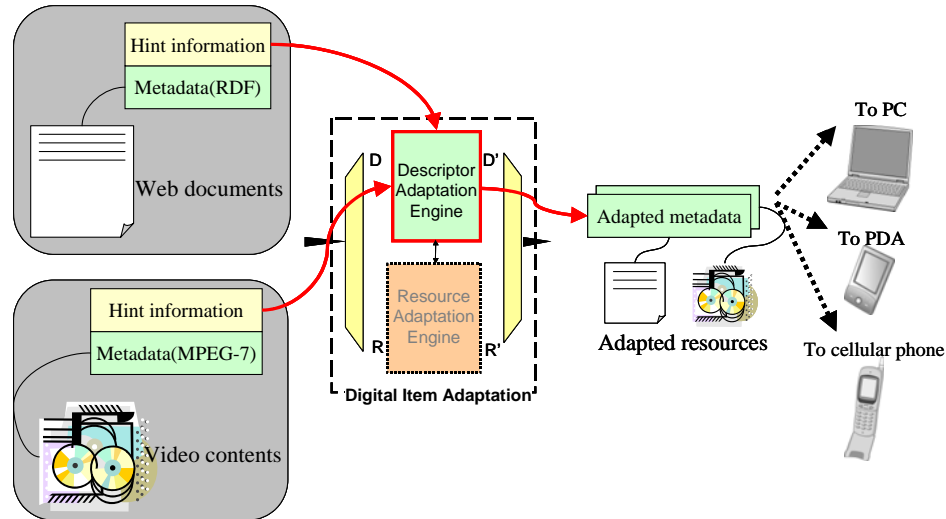 Hint information
Metadata(RDF)
Web documents
Hint information
Metadata(MPEG-7)
Video contents
D
Descriptor
Adaptation
Engine
D'
Resource
Adaptation
Engine
R
R'
Digital Item Adaptation
Adapted metadata
Adapted resources
To PC
To PDA
To cellular phone